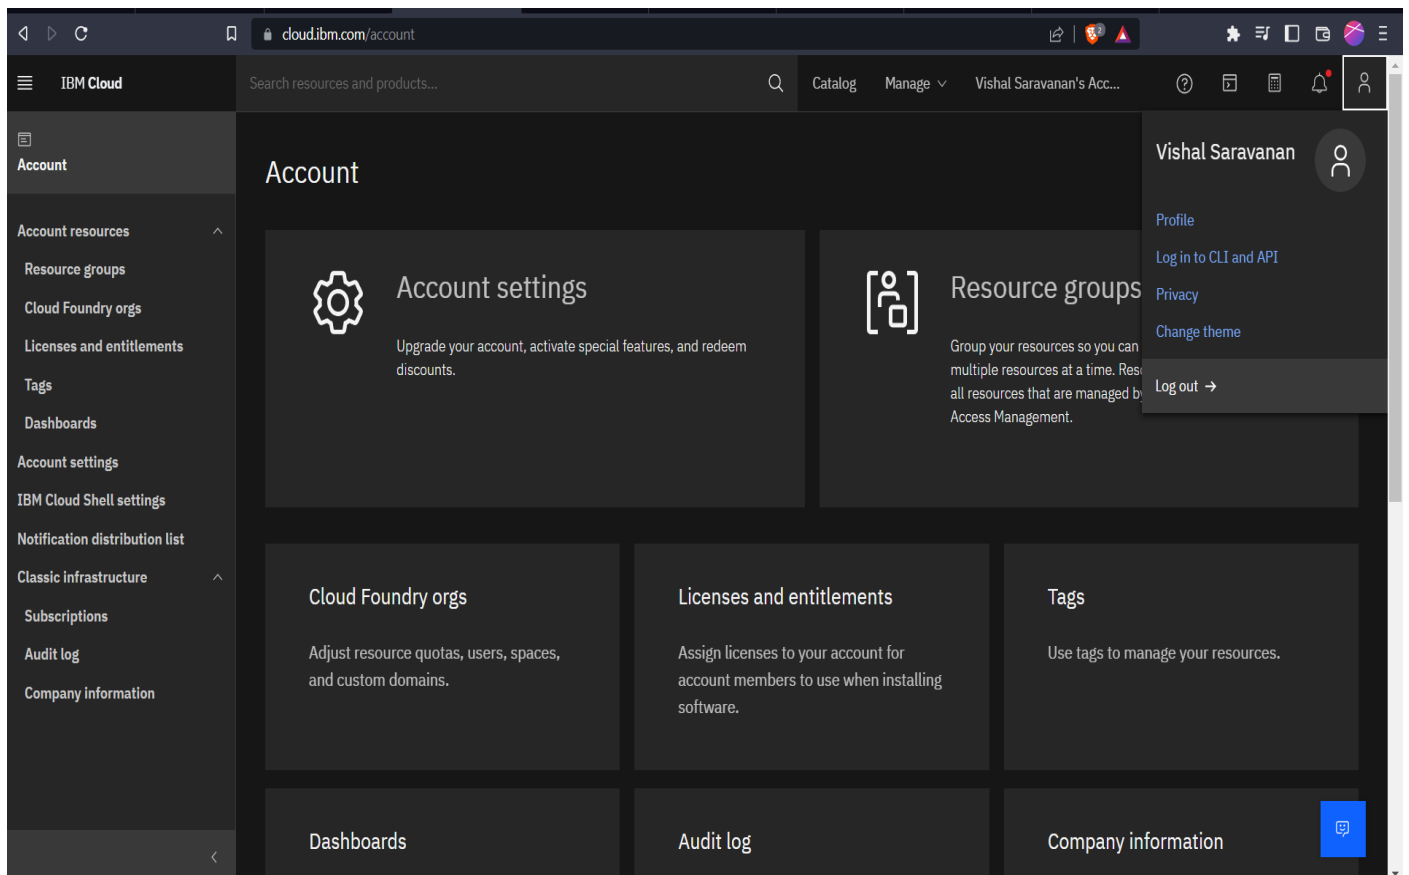 cloud.ibm.com/account
2
IBM Cloud
Search resources and products...
Catalog
Manage
Vishal Saravanan's Acc...
Account
Account resources
Resource groups
Cloud Foundry orgs
Licenses and entitlements
Tags
Dashboards
Account settings
IBM Cloud Shell settings
Notification distribution list
Classic infrastructure
Subscriptions
Audit log
Company information
Account
Account settings
Upgrade your account, activate special features, and redeem
discounts.
Resource groups
Group your resources so you can
multiple resources at a time. Res
all resources that are managed by
Access Management.
Vishal Saravanan
Profile
Log in to CLI and API
Privacy
Change theme
Log out →
Cloud Foundry orgs
Adjust resource quotas, users, spaces,
and custom domains.
Licenses and entitlements
Assign licenses to your account for
account members to use when installing
software.
Tags
Use tags to manage your resources.
Dashboards
Audit log
Company information